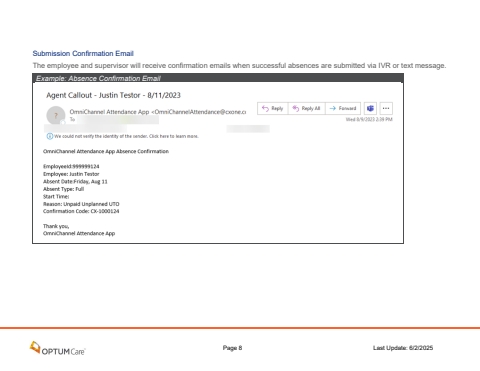 Submission Confirmation Email
The employee and supervisor will receive confirmation emails when successful absences are submitted via IVR or text message.
Example: Absence Confirmation Email
Agent Callout - Justin Testor - 8/11/2023
?
OmniChannel Attendance App <OmniChannelAttendance@cxone.co
To
Reply
Reply All
Forward
Wed 8/9/2023 2:39 PM
We could not verify the identity of the sender. Click here to learn more.
OmniChannel Attendance App Absence Confirmation
EmployeeId:999999124
Employee: Justin Testor
Absent Date:Friday, Aug 11
Absent Type: Full
Start Time:
Reason: Unpaid Unplanned UTO
Confirmation Code: CX-1000124
Thank you,
OmniChannel Attendance App
OPTUMCare
Page 8
Last Update: 6/2/2025